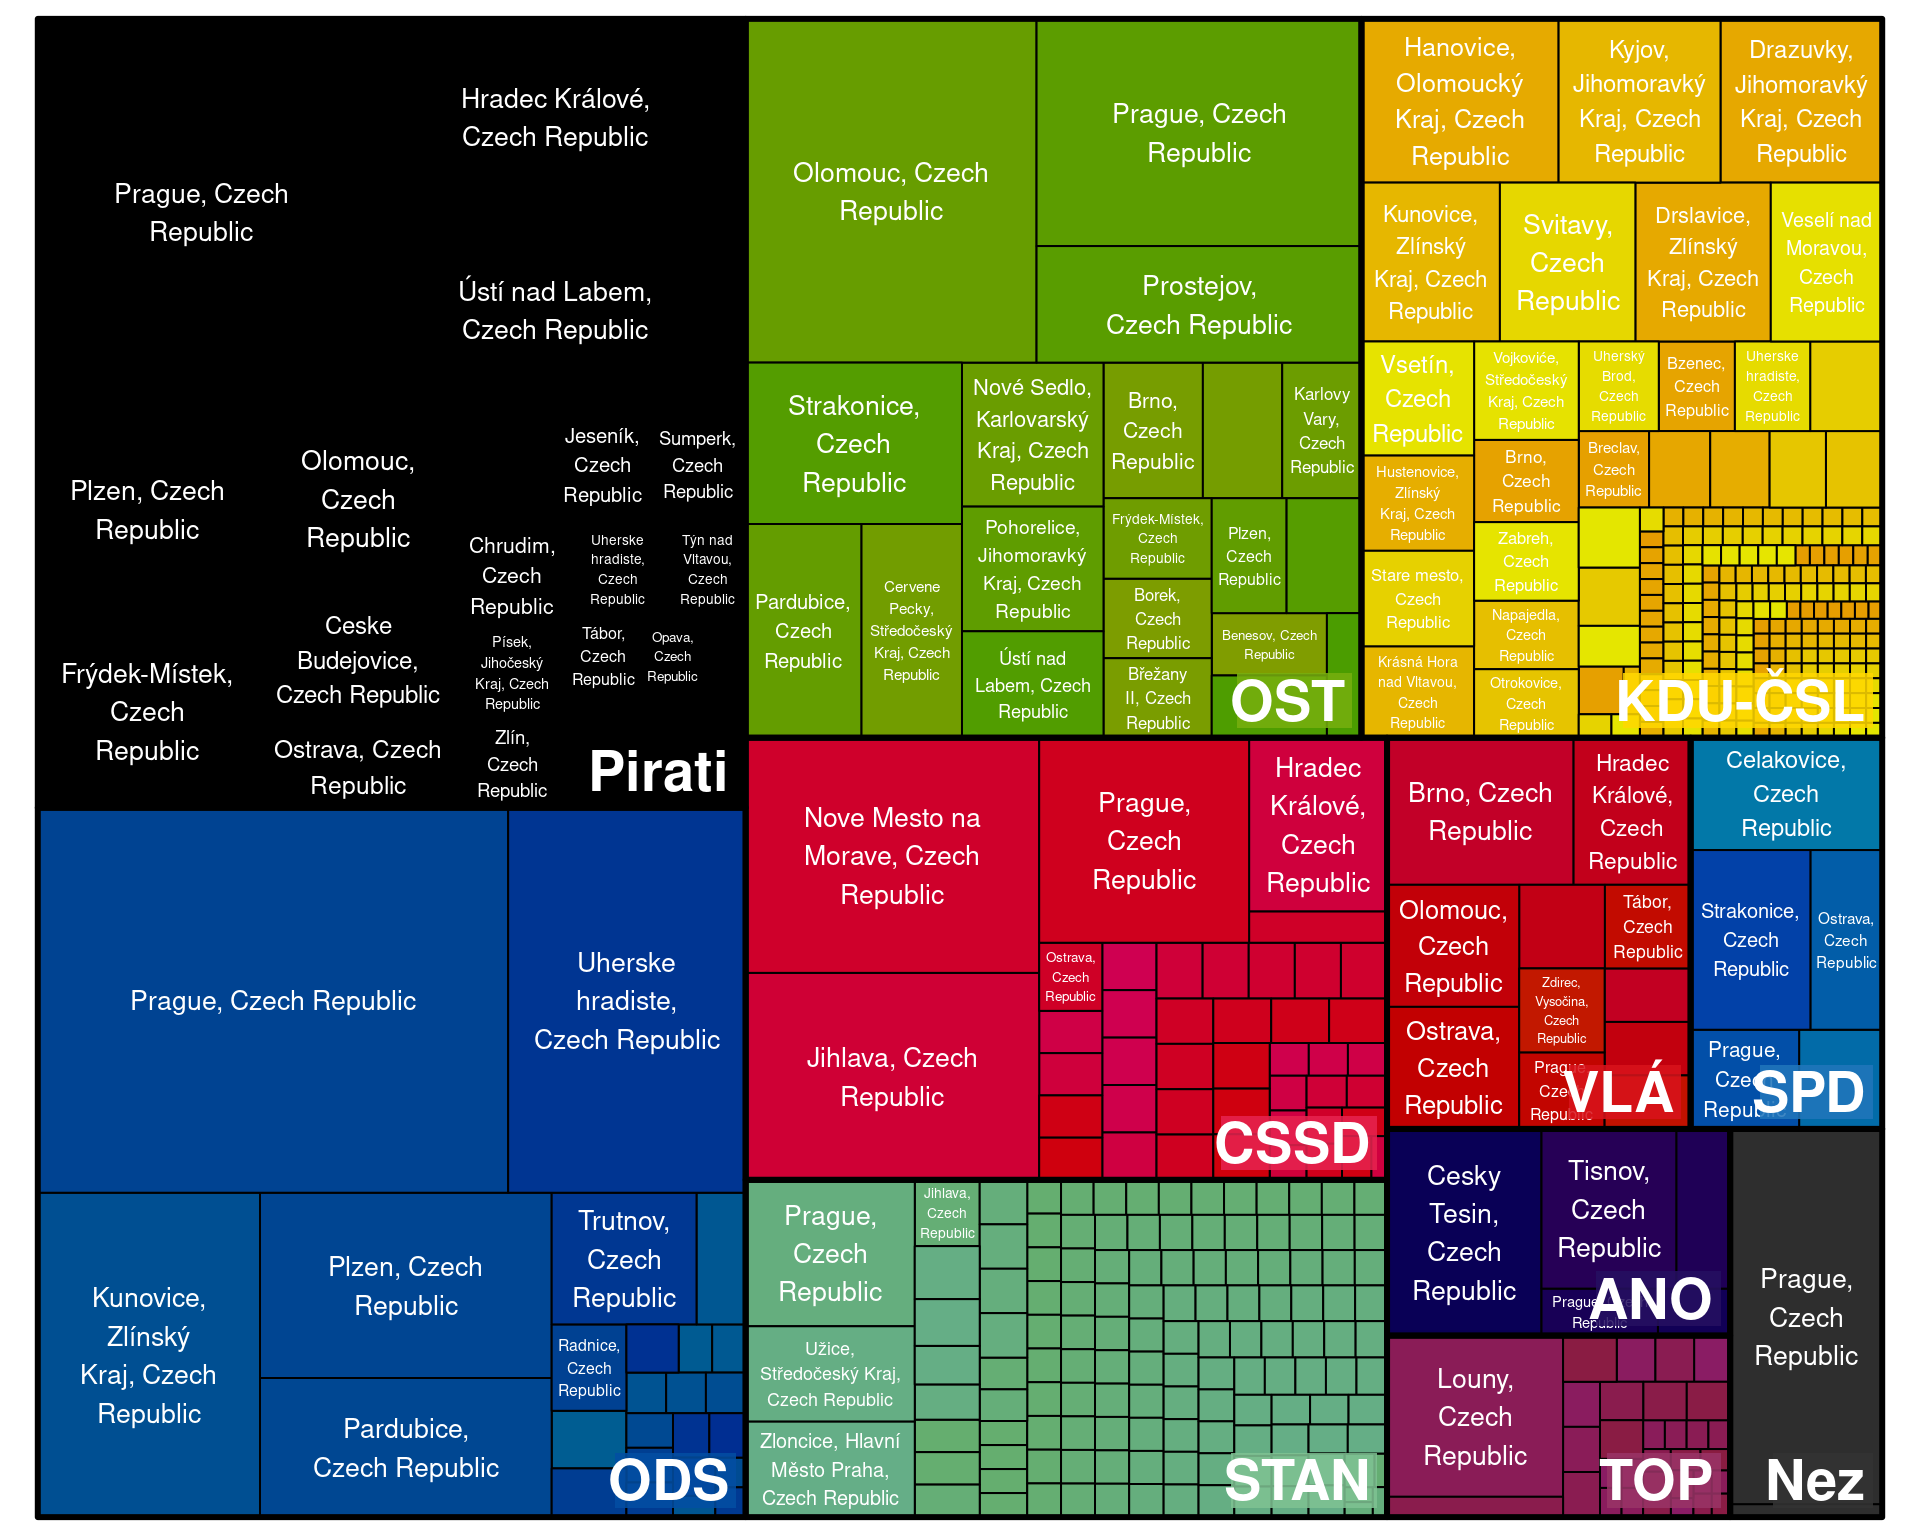 Prague, Czech
Republic
Hradec Králové,
Czech Republic
Ústí nad Labem,
Czech Republic
Plzen, Czech
Republic
Olomouc,
Czech
Republic
Jeseník,
Czech
Republic
Sumperk,
Czech
Republic
Chrudim,
Czech
Republic
Uherske
hradiste,
Czech
Republic
Týn nad
Vltavou,
Czech
Republic
Frýdek-Místek,
Czech
Republic
Ceske
Budejovice,
Czech Republic
Písek,
Jihočeský
Kraj, Czech
Republic
Tábor,
Czech
Republic
Opava,
Czech
Republic
Ostrava, Czech
Republic
Zlín,
Czech
Republic
Pirati
Olomouc, Czech
Republic
Prague, Czech
Republic
Prostejov,
Czech Republic
Strakonice,
Czech
Republic
Nové Sedlo,
Karlovarský
Kraj, Czech
Republic
Brno,
Czech
Republic
Karlovy
Vary,
Czech
Republic
Pardubice,
Czech
Republic
Cervene
Pecky,
Středočeský
Kraj, Czech
Republic
Pohorelice,
Jihomoravký
Kraj, Czech
Republic
Frýdek-Místek,
Czech
Republic
Plzen,
Czech
Republic
Borek,
Czech
Republic
Benesov, Czech
Republic
Ústí nad
Labem, Czech
Republic
Břežany
II, Czech
Republic
OST
Hanovice,
Olomoucký
Kraj, Czech
Republic
Kyjov,
Jihomoravký
Kraj, Czech
Republic
Drazuvky,
Jihomoravký
Kraj, Czech
Republic
Kunovice,
Zlínský
Kraj, Czech
Republic
Svitavy,
Czech
Republic
Drslavice,
Zlínský
Kraj, Czech
Republic
Veselí nad
Moravou,
Czech
Republic
Vsetín,
Czech
Republic
Vojkoviće,
Středočeský
Kraj, Czech
Republic
Uherský
Brod,
Czech
Republic
Bzenec,
Czech
Republic
Uherske
hradiste,
Czech
Republic
Hustenovice,
Zlínský
Kraj, Czech
Republic
Brno,
Czech
Republic
Breclav,
Czech
Republic
Stare mesto,
Czech
Republic
Zabreh,
Czech
Republic
Napajedla,
Czech
Republic
Krásná Hora
nad Vltavou,
Czech
Republic
Otrokovice,
Czech
Republic
KDU-ČSL
Prague, Czech Republic
Uherske
hradiste,
Czech Republic
Kunovice,
Zlínský
Kraj, Czech
Republic
Plzen, Czech
Republic
Pardubice,
Czech Republic
Trutnov,
Czech
Republic
Radnice,
Czech
Republic
ODS
Nove Mesto na
Morave, Czech
Republic
Jihlava, Czech
Republic
Prague,
Czech
Republic
Hradec
Králové,
Czech
Republic
Ostrava,
Czech
Republic
CSSD
Prague,
Czech
Republic
Jihlava,
Czech
Republic
Užice,
Středočeský Kraj,
Czech Republic
Zloncice, Hlavní
Město Praha,
Czech Republic
STAN
Brno, Czech
Republic
Hradec
Králové,
Czech
Republic
Olomouc,
Czech
Republic
Tábor,
Czech
Republic
Zdirec,
Vysočina,
Czech
Republic
Ostrava,
Czech
Republic
Prague,
Czech
Republic
VLÁ
Celakovice,
Czech
Republic
Strakonice,
Czech
Republic
Ostrava,
Czech
Republic
Prague,
Czech
Republic
SPD
Cesky
Tesin,
Czech
Republic
Tisnov,
Czech
Republic
Prague, Czech
Republic
ANO
Louny,
Czech
Republic
TOP
Prague,
Czech
Republic
Nez